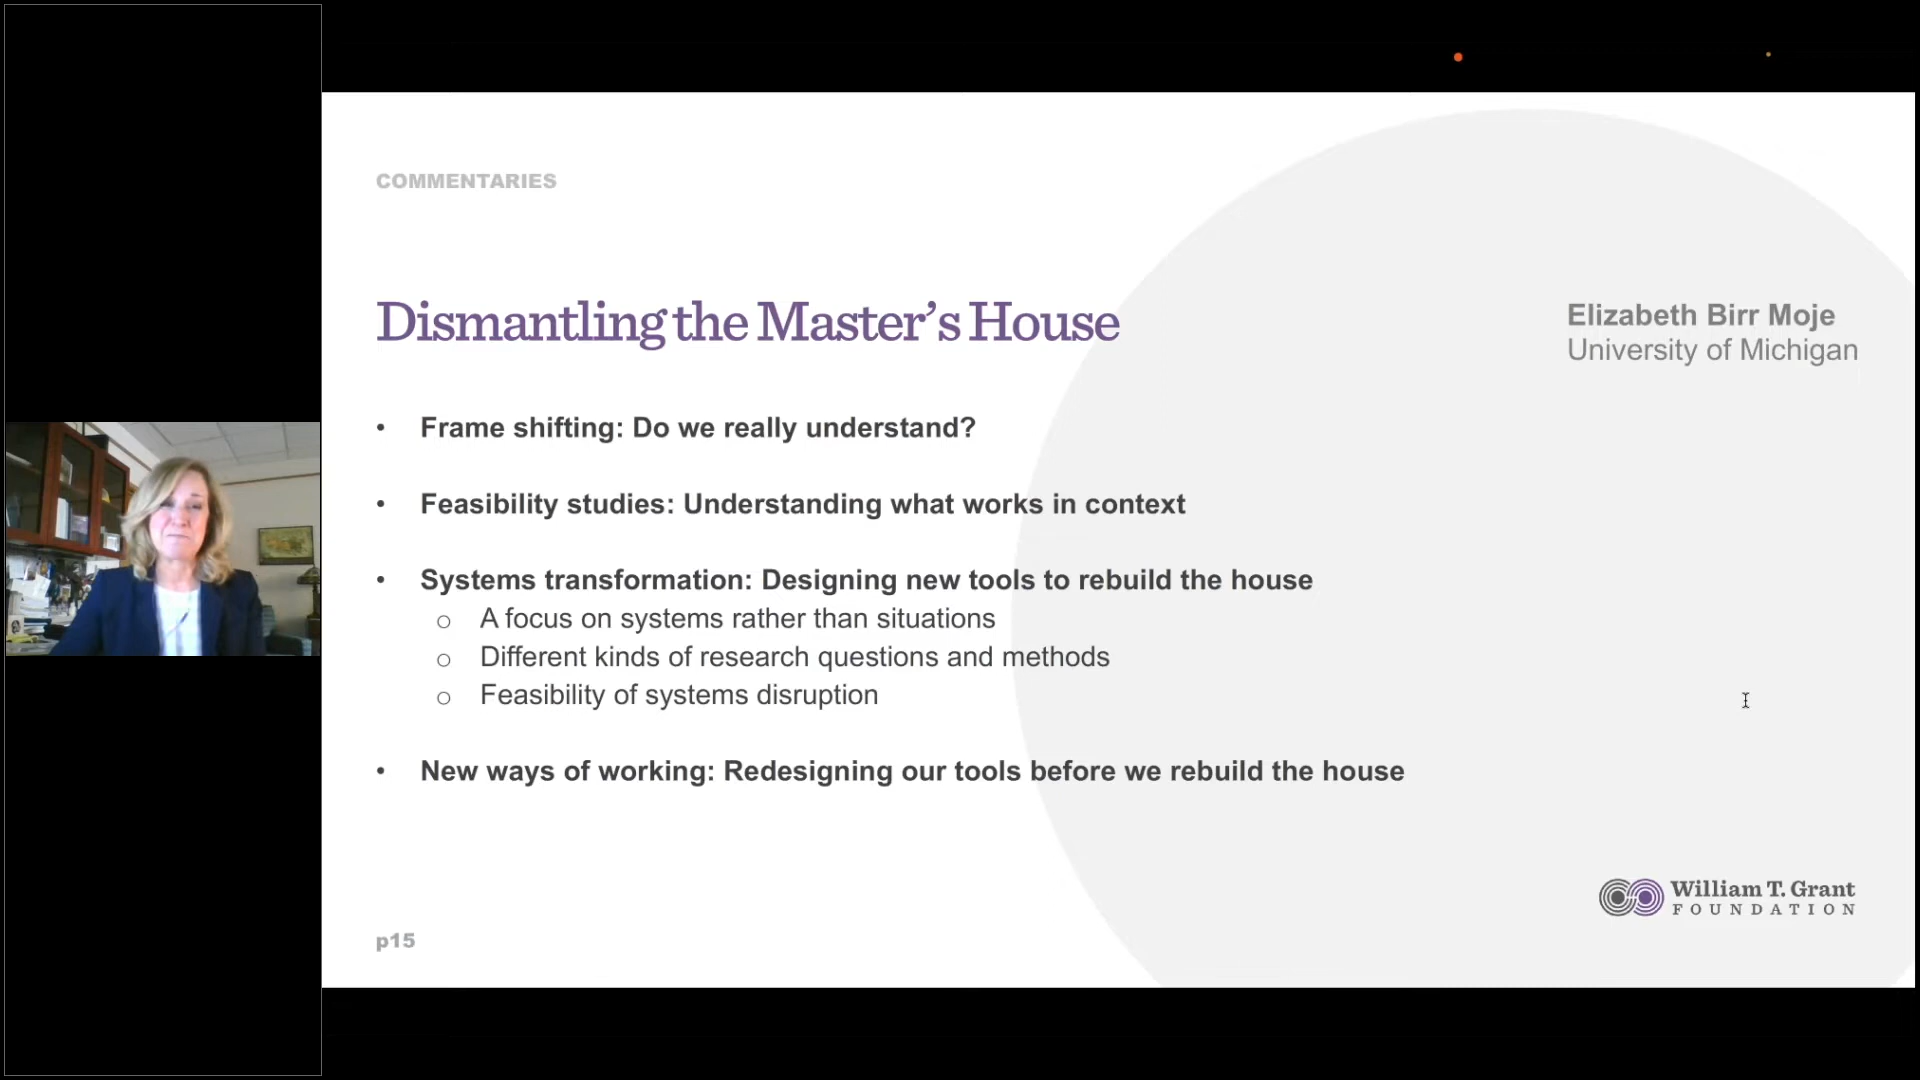 COMMENTARIES
Dismantling the Master’s House
Elizabeth Birr Moje
University of Michigan
• Frame shifting: Do we really understand?
• Feasibility studies: Understanding what works in context
• Systems transformation: Designing new tools to rebuild the house
o A focus on systems rather than situations
o Different kinds of research questions and methods
o Feasibility of systems disruption
• New ways of working: Redesigning our tools before we rebuild the house
William T. Grant
FOUNDATION
p15